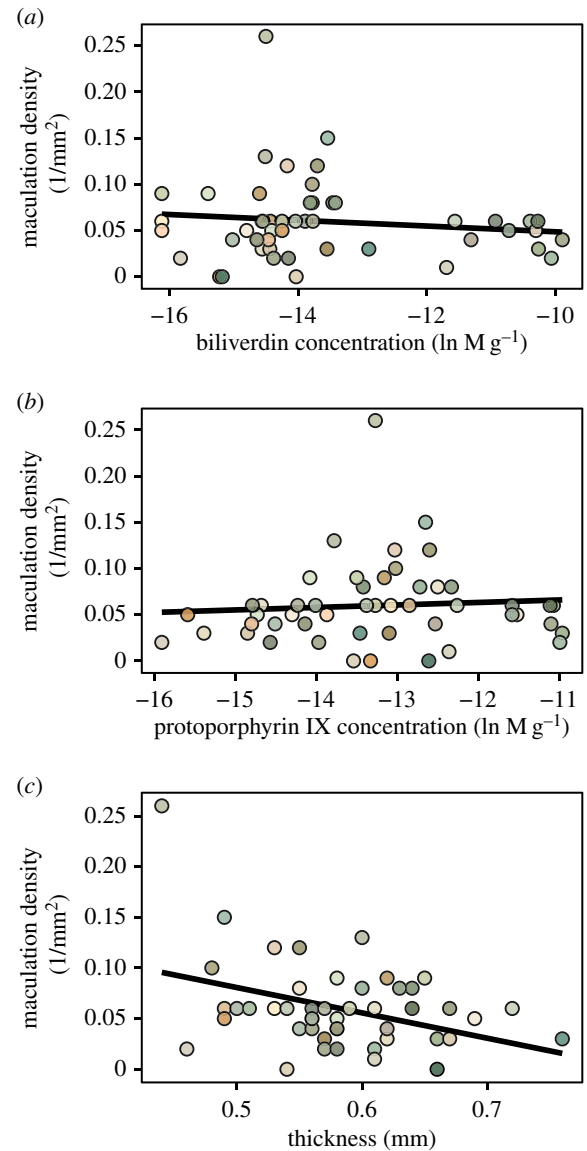 (a)
0.25
0.20
0.15
0.10
0.05
0
maculation density
(1/mm²)
−16 −14 −12 −10
biliverdin concentration (ln M g⁻¹)
(b)
0.25
0.20
0.15
0.10
0.05
0
maculation density
(1/mm²)
−16 −15 −14 −13 −12 −11
protoporphyrin IX concentration (ln M g⁻¹)
(c)
0.25
0.20
0.15
0.10
0.05
0
maculation density
(1/mm²)
0.5 0.6 0.7
thickness (mm)